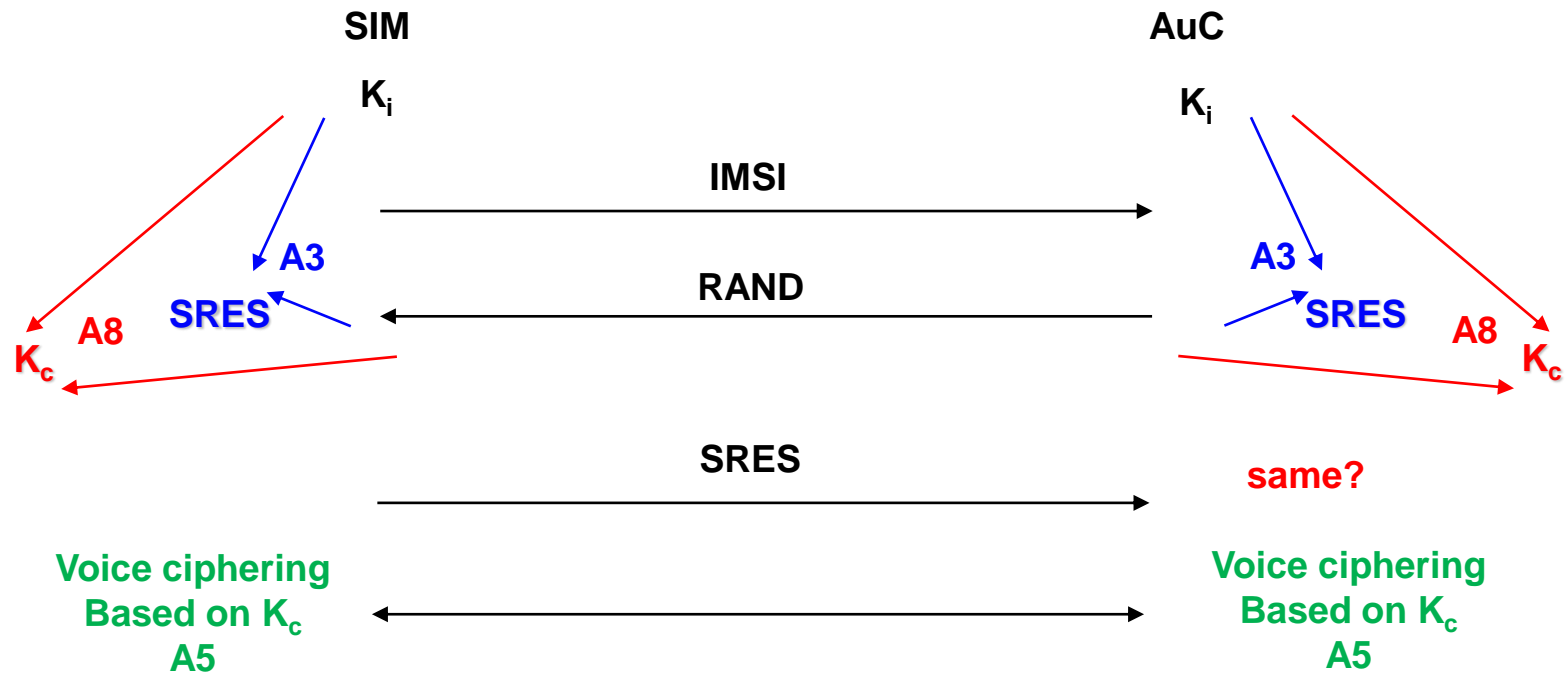 SIM
AuC
Ki
Ki
IMSI
A3
A3
RAND
SRES
SRES
A8
A8
Kc
Kc
SRES
same?
Voice ciphering
Based on Kc
A5
Voice ciphering
Based on Kc
A5